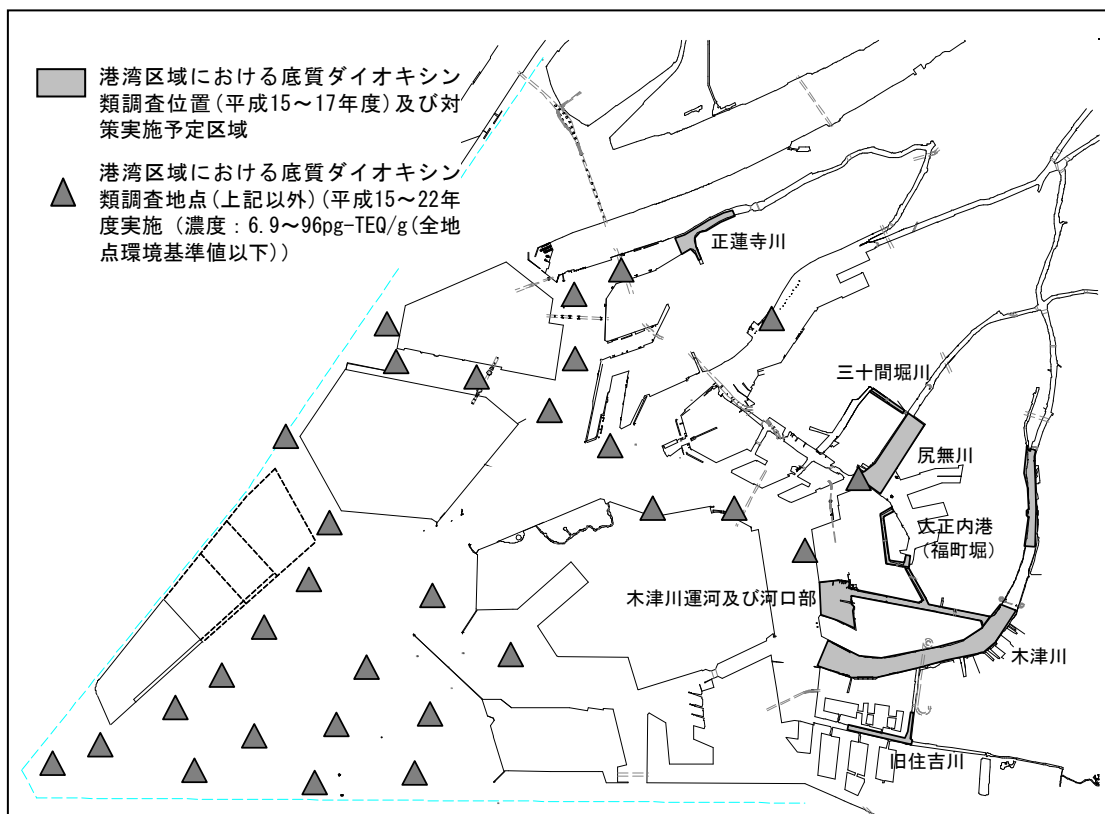 港湾区域における底質ダイオキシン
類調査位置(平成15～17年度)及び対
策実施予定区域
港湾区域における底質ダイオキシン
類調査地点(上記以外)(平成15～22年
度実施 (濃度：6.9～96pg-TEQ/g(全地
点環境基準値以下))
正蓮寺川
三十間堀川
尻無川
大正内港
(福町堀)
木津川運河及び河口部
木津川
旧住吉川